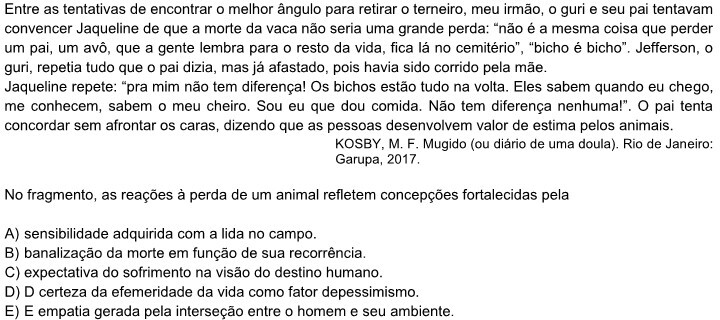 Entre as tentativas de encontrar o melhor ângulo para retirar o terneiro, meu irmão, o guri e seu pai tentavam
convencer Jaqueline de que a morte da vaca não seria uma grande perda: “não é a mesma coisa que perder
um pai, um avô, que a gente lembra para o resto da vida, fica lá no cemitério”, “bicho é bicho”. Jefferson, o
guri, repetia tudo que o pai dizia, mas já afastado, pois havia sido corrido pela mãe.
Jaqueline repete: “pra mim não tem diferença! Os bichos estão tudo na volta. Eles sabem quando eu chego,
me conhecem, sabem o meu cheiro. Sou eu que dou comida. Não tem diferença nenhuma!”. O pai tenta
concordar sem afrontar os caras, dizendo que as pessoas desenvolvem valor de estima pelos animais.
KOSBY, M. F. Mugido (ou diário de uma doula). Rio de Janeiro:
Garupa, 2017.
No fragmento, as reações à perda de um animal refletem concepções fortalecidas pela
A) sensibilidade adquirida com a lida no campo.
B) banalização da morte em função de sua recorrência.
C) expectativa do sofrimento na visão do destino humano.
D) D certeza da efemeridade da vida como fator depessimismo.
E) E empatia gerada pela interseção entre o homem e seu ambiente.